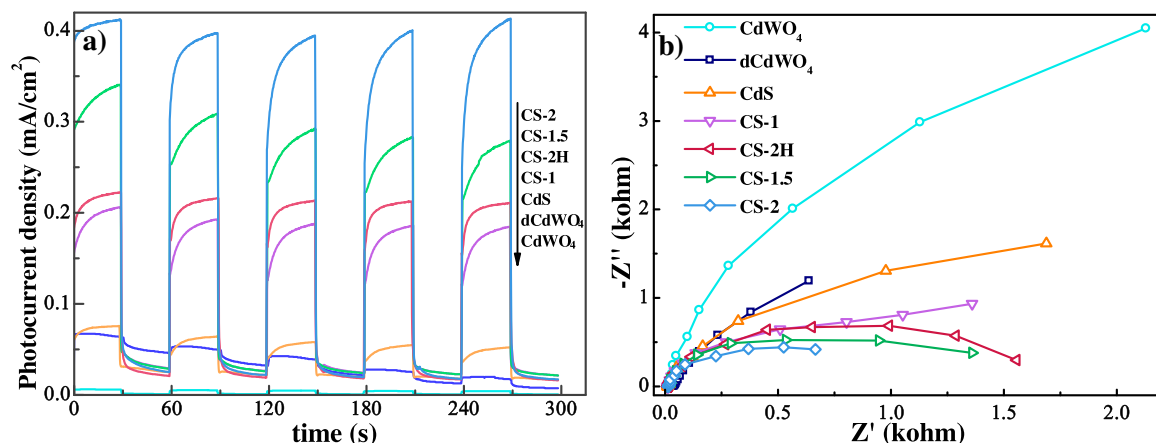 a)
Photocurrent density (mA/cm²)
0.4
0.3
0.2
0.1
0.0
CS-2
CS-1.5
CS-2H
CS-1
CdS
dCdWO₄
CdWO₄
0
60
120
180
240
300
time (s)
b)
-Z'' (kohm)
4
3
2
1
0
CdWO₄
dCdWO₄
CdS
CS-1
CS-2H
CS-1.5
CS-2
0.0
0.5
1.0
1.5
2.0
Z' (kohm)